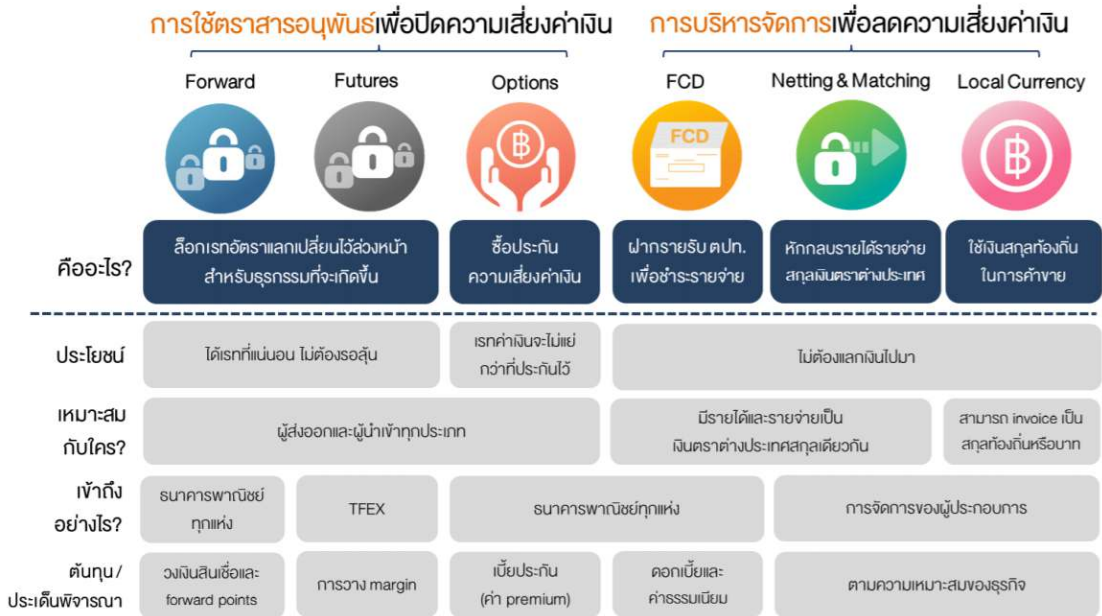 การใช้ตราสารอนุพันธ์เพื่อปิดความเสี่ยงค่าเงิน
การบริหารจัดการเพื่อลดความเสี่ยงค่าเงิน
Forward
Futures
Options
FCD
Netting & Matching
Local Currency
฿
FCD
฿
คืออะไร?
ล็อกเรทอัตราแลกเปลี่ยนไว้ล่วงหน้า
สำหรับธุรกรรมที่จะเกิดขึ้น
ซื้อประกัน
ความเสี่ยงค่าเงิน
ฝากรายรับ ตปท.
เพื่อชำระรายจ่าย
หักกลบรายได้รายจ่าย
สกุลเงินตราต่างประเทศ
ใช้เงินสกุลท้องถิ่น
ในการค้าขาย
ประโยชน์
ได้เรทที่แน่นอน ไม่ต้องรอลุ้น
เรทค่าเงินจะไม่แย่
กว่าที่ประกันไว้
ไม่ต้องแลกเงินไปมา
เหมาะสม
กับใคร?
ผู้ส่งออกและผู้นำเข้าทุกประเภท
มีรายได้และรายจ่ายเป็น
เงินตราต่างประเทศสกุลเดียวกัน
สามารถ invoice เป็น
สกุลท้องถิ่นหรือบาท
เข้าถึง
อย่างไร?
ธนาคารพาณิชย์
ทุกแห่ง
TFEX
ธนาคารพาณิชย์ทุกแห่ง
การจัดการของผู้ประกอบการ
ต้นทุน/
ประเด็นพิจารณา
วงเงินสินเชื่อและ
forward points
การวาง margin
เบี้ยประกัน
(ค่า premium)
ดอกเบี้ยและ
ค่าธรรมเนียม
ตามความเหมาะสมของธุรกิจ